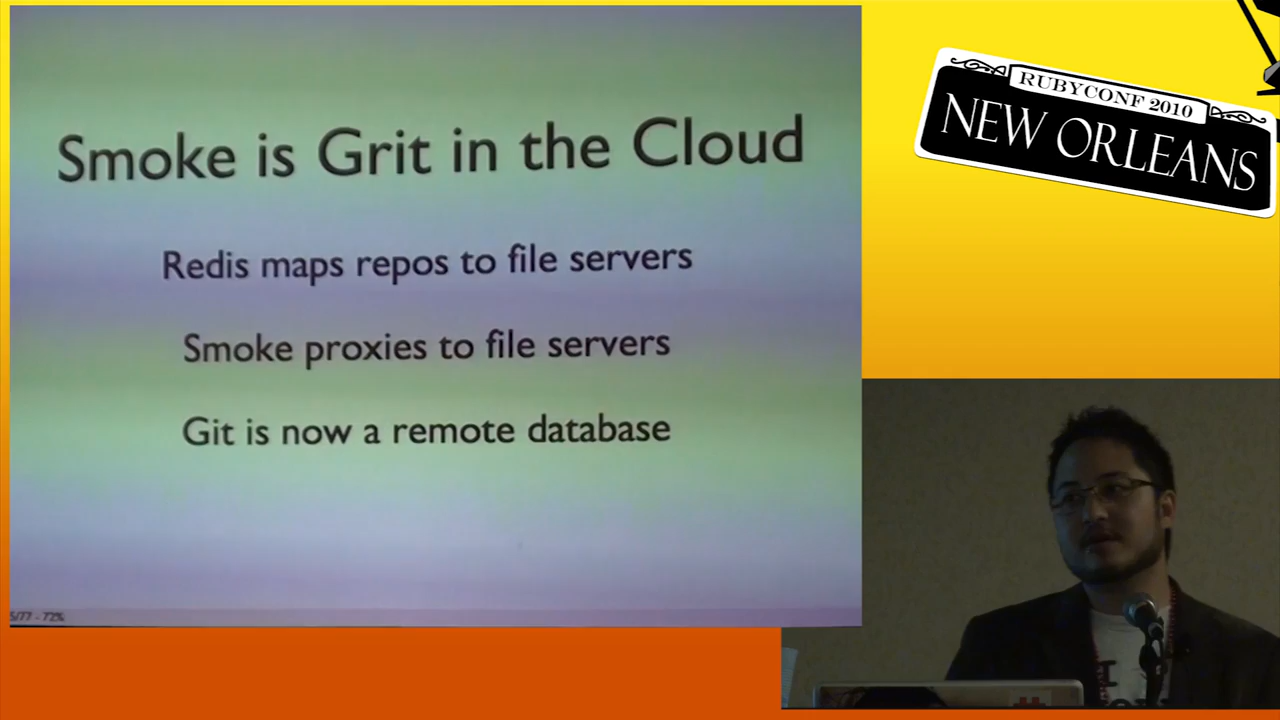 Smoke is Grit in the Cloud
Redis maps repos to file servers
Smoke proxies to file servers
Git is now a remote database
RUBYCONF 2010
NEW ORLEANS
I